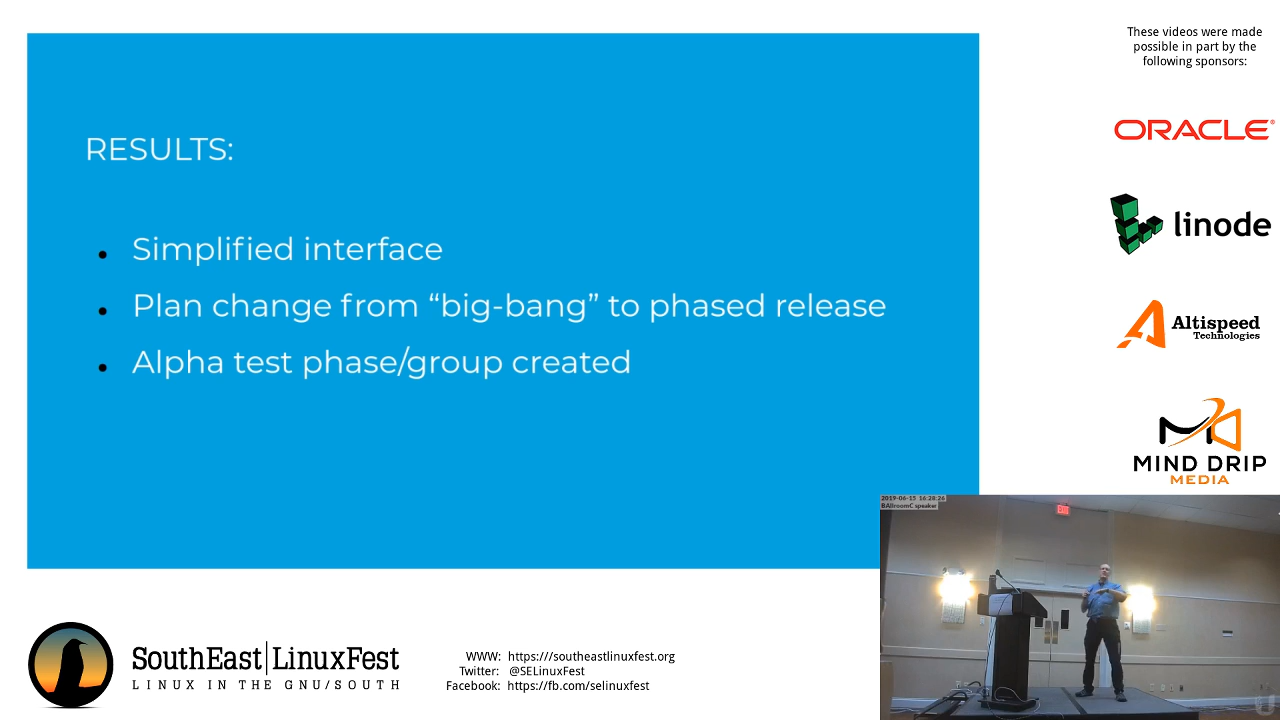 These videos were made
possible in part by the
following sponsors:
ORACLE®
linode
Altispeed
Technologies
MIND DRIP
MEDIA
RESULTS:
• Simplified interface
• Plan change from “big-bang” to phased release
• Alpha test phase/group created
2019-06-15 16:28:26
BAllroomC speaker
EXIT
SouthEast|LinuxFest
LINUX IN THE GNU/SOUTH
WWW: https:///southeastlinuxfest.org
Twitter: @SELinuxFest
Facebook: https://fb.com/selinuxfest